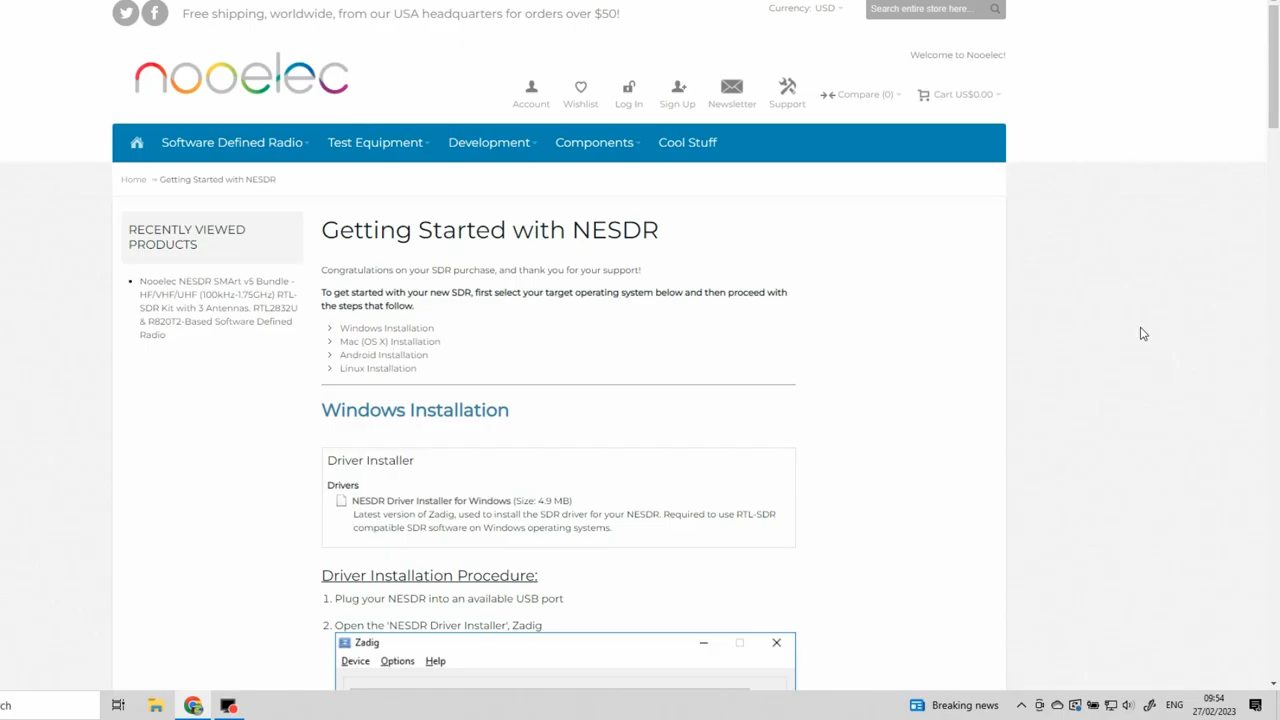 Free shipping, worldwide, from our USA headquarters for orders over $50!
Currency: USD
Search entire store here...
Welcome to Nooelec!
nooelec
Account
Wishlist
Log In
Sign Up
Newsletter
Support
Compare (0)
Cart US$0.00
Software Defined Radio
Test Equipment
Development
Components
Cool Stuff
Home → Getting Started with NESDR
RECENTLY VIEWED
PRODUCTS
Nooelec NESDR SMArt v5 Bundle -
HF/VHF/UHF (100kHz-1.75GHz) RTL-
SDR Kit with 3 Antennas. RTL2832U
& R820T2-Based Software Defined
Radio
Getting Started with NESDR
Congratulations on your SDR purchase, and thank you for your support!
To get started with your new SDR, first select your target operating system below and then proceed with
the steps that follow.
Windows Installation
Mac (OS X) Installation
Android Installation
Linux Installation
Windows Installation
Driver Installer
Drivers
NESDR Driver Installer for Windows (Size: 4.9 MB)
Latest version of Zadig, used to install the SDR driver for your NESDR. Required to use RTL-SDR
compatible SDR software on Windows operating systems.
Driver Installation Procedure:
1. Plug your NESDR into an available USB port
2. Open the 'NESDR Driver Installer', Zadig
Zadig
Device Options Help
ch
Breaking news
ENG
09:54
27/02/2023